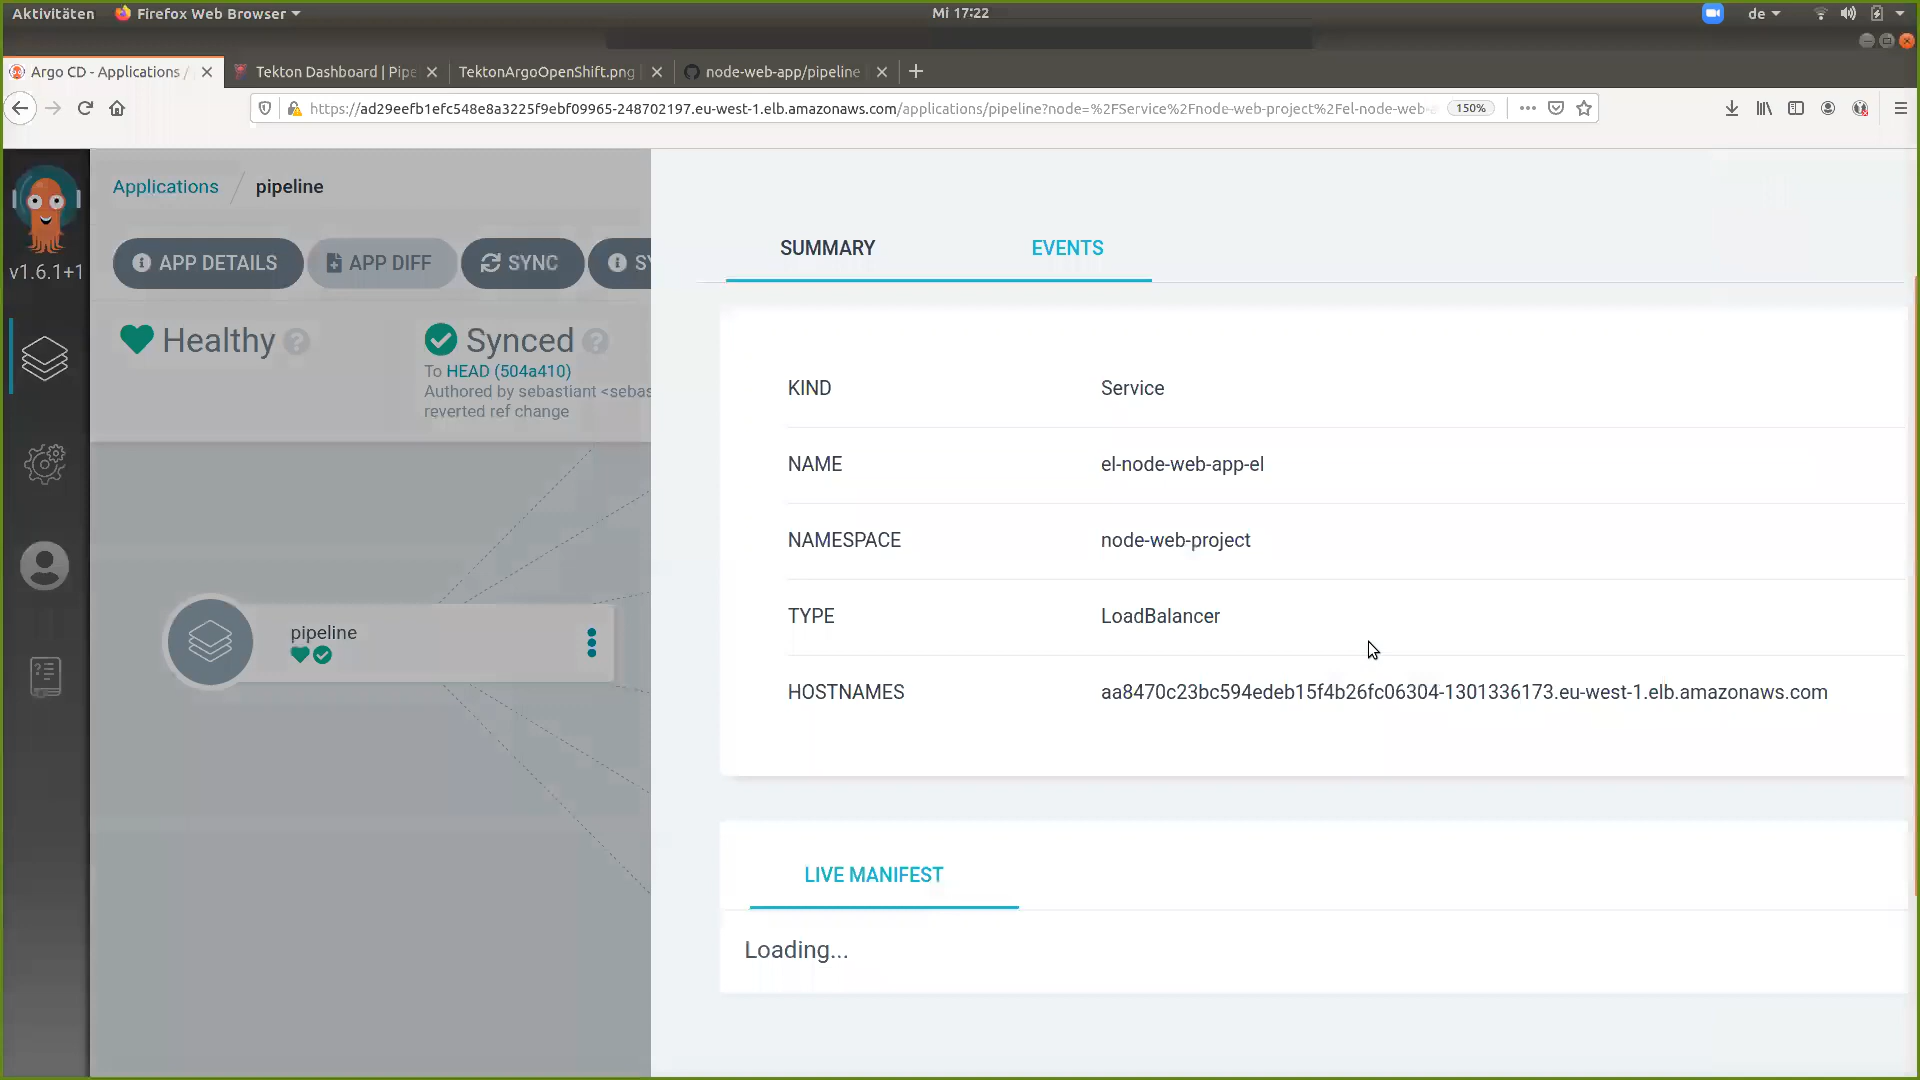 Aktivitäten Firefox Web Browser Mi 17:22 de
Argo CD - Applications / Tekton Dashboard | Pipe TektonArgoOpenShift.png node-web-app/pipeline
https://ad29eefb1efc548e8a3225f9ebf09965-248702197.eu-west-1.elb.amazonaws.com/applications/pipeline?node=%2FService%2Fnode-web-project%2Fel-node-web-a 150%
v1.6.1+1
Applications / pipeline
APP DETAILS APP DIFF SYNC SY
Healthy ?
Synced ?
To HEAD (504a410)
Authored by sebastiant <sebas
reverted ref change
pipeline
SUMMARY EVENTS
KIND Service
NAME el-node-web-app-el
NAMESPACE node-web-project
TYPE LoadBalancer
HOSTNAMES aa8470c23bc594edeb15f4b26fc06304-1301336173.eu-west-1.elb.amazonaws.com
LIVE MANIFEST
Loading...